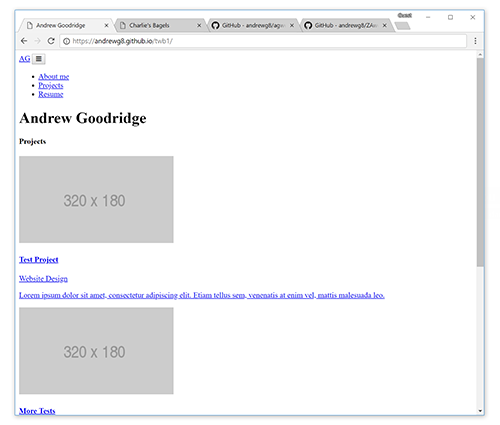 Andrew Goodridge
Charlie's Bagels
GitHub - andrewg8/agw
GitHub - andrewg8/ZAe
Guest
https://andrewg8.github.io/twb1/
AG
About me
Projects
Resume
Andrew Goodridge
Projects
320 x 180
Test Project
Website Design
Lorem ipsum dolor sit amet, consectetur adipiscing elit. Etiam tellus sem, venenatis at enim vel, mattis malesuada leo.
320 x 180
More Tests